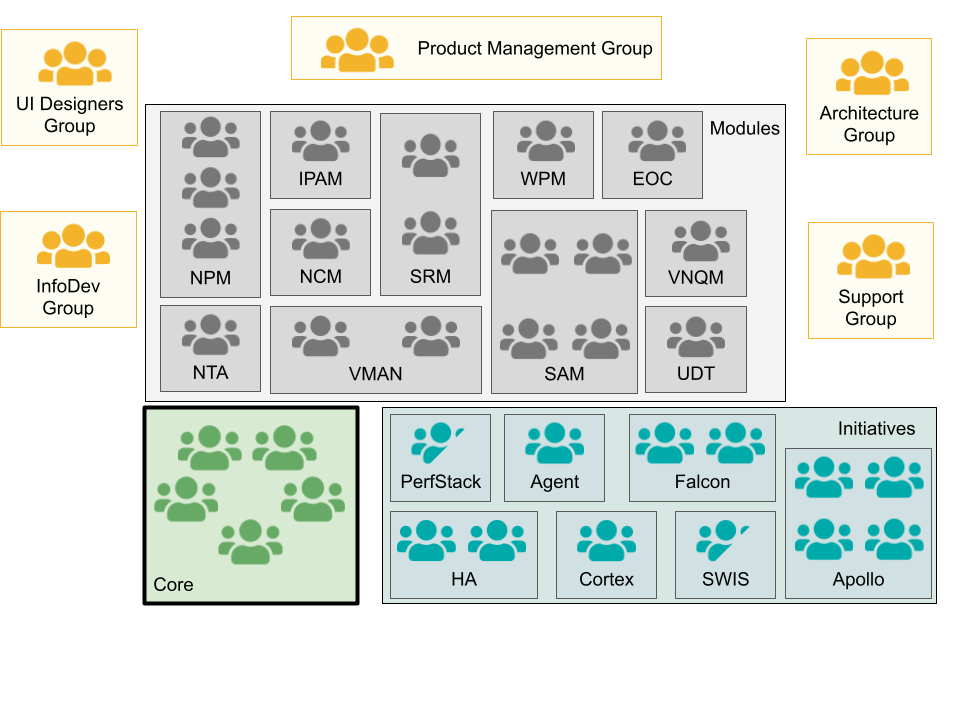 Product Management Group
UI Designers
Group
Architecture
Group
Modules
IPAM
WPM
EOC
NPM
NCM
SRM
VNQM
InfoDev
Group
Support
Group
NTA
VMAN
SAM
UDT
Initiatives
PerfStack
Agent
Falcon
HA
Cortex
SWIS
Apollo
Core